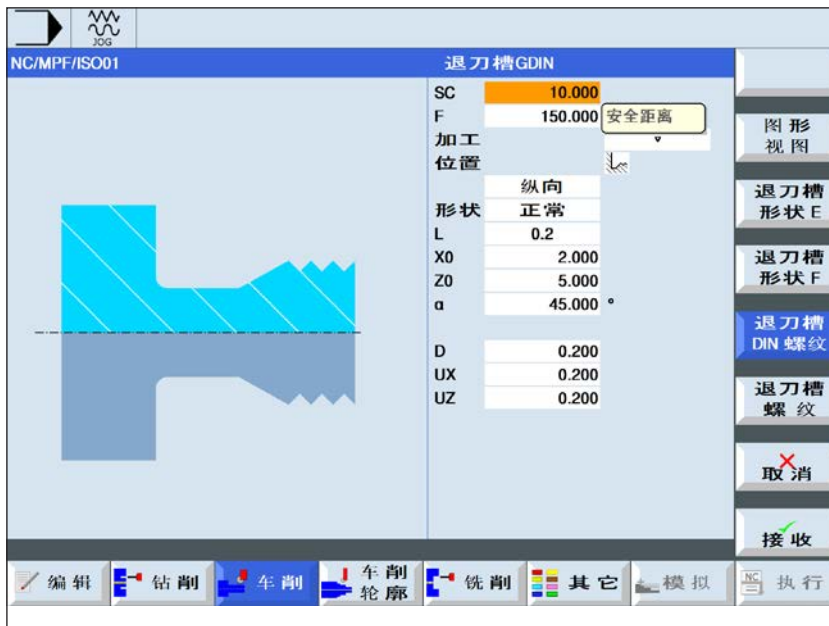 JOG
NC/MPF/ISO01
退刀槽GDIN
SC 10.000
F 150.000
安全距离
加工
位置
纵向
形状 正常
L 0.2
X0 2.000
Z0 5.000
α 45.000 °
D 0.200
UX 0.200
UZ 0.200
图形
视图
退刀槽
形状 E
退刀槽
形状 F
退刀槽
DIN 螺纹
退刀槽
螺纹
取消
接收
编辑
钻削
车削
车削
轮廓
铣削
其它
模拟
NC
执行